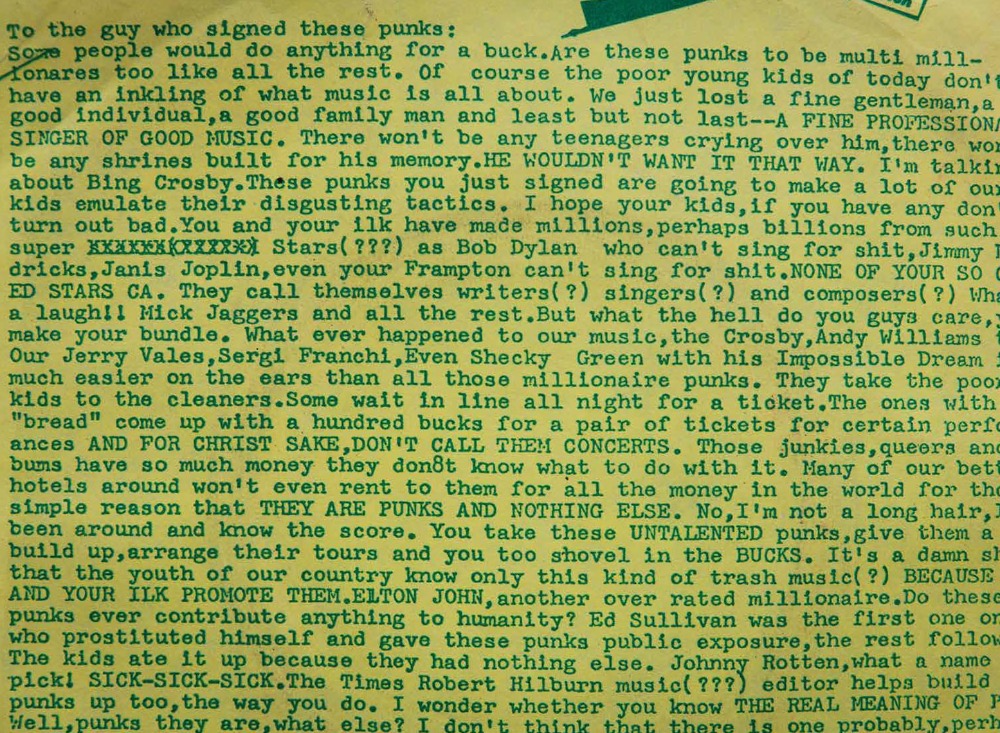 To the guy who signed these punks:
Some people would do anything for a buck.Are these punks to be multi mill-
ionares too like all the rest. Of  course the poor young kids of today don't
have an inkling of what music is all about. We just lost a fine gentleman,a
good individual,a good family man and least but not last--A FINE PROFESSIONA
SINGER OF GOOD MUSIC. There won't be any teenagers crying over him,there won
be any shrines built for his memory.HE WOULDN'T WANT IT THAT WAY. I'm talkin
about Bing Crosby.These punks you just signed are going to make a lot of our
kids emulate their disgusting tactics. I hope your kids,if you have any don'
turn out bad.You and your ilk have made millions,perhaps billions from such
super Stars(???) as Bob Dylan  who can't sing for shit,Jimmy
dricks,Janis Joplin,even your Frampton can't sing for shit.NONE OF YOUR SO
ED STARS CA. They call themselves writers(?) singers(?) and composers(?) Wha
a laugh!! Mick Jaggers and all the rest.But what the hell do you guys care,
make your bundle. What ever happened to our music,the Crosby,Andy Williams
Our Jerry Vales,Sergi Franchi,Even Shecky  Green with his Impossible Dream
much easier on the ears than all those millionaire punks. They take the poor
kids to the cleaners.Some wait in line all night for a ticket.The ones with
"bread" come up with a hundred bucks for a pair of tickets for certain perfo
ances AND FOR CHRIST SAKE,DON'T CALL THEM CONCERTS. Those junkies,queers and
bums have so much money they don8t know what to do with it. Many of our bett
hotels around won't even rent to them for all the money in the world for the
simple reason that THEY ARE PUNKS AND NOTHING ELSE. No,I'm not a long hair,
been around and know the score. You take these UNTALENTED punks,give them a
build up,arrange their tours and you too shovel in the BUCKS. It's a damn sh
that the youth of our country know only this kind of trash music(?) BECAUSE
AND YOUR ILK PROMOTE THEM.ELTON JOHN,another over rated millionaire.Do these
punks ever contribute anything to humanity? Ed Sullivan was the first one
who prostituted himself and gave these punks public exposure,the rest follow
The kids ate it up because they had nothing else. Johnny Rotten,what a name
pick! SICK-SICK-SICK.The Times Robert Hilburn music(???) editor helps build
punks up too,the way you do. I wonder whether you know THE REAL MEANING OF
Well,punks they are,what else? I don't think that there is one probably,perh